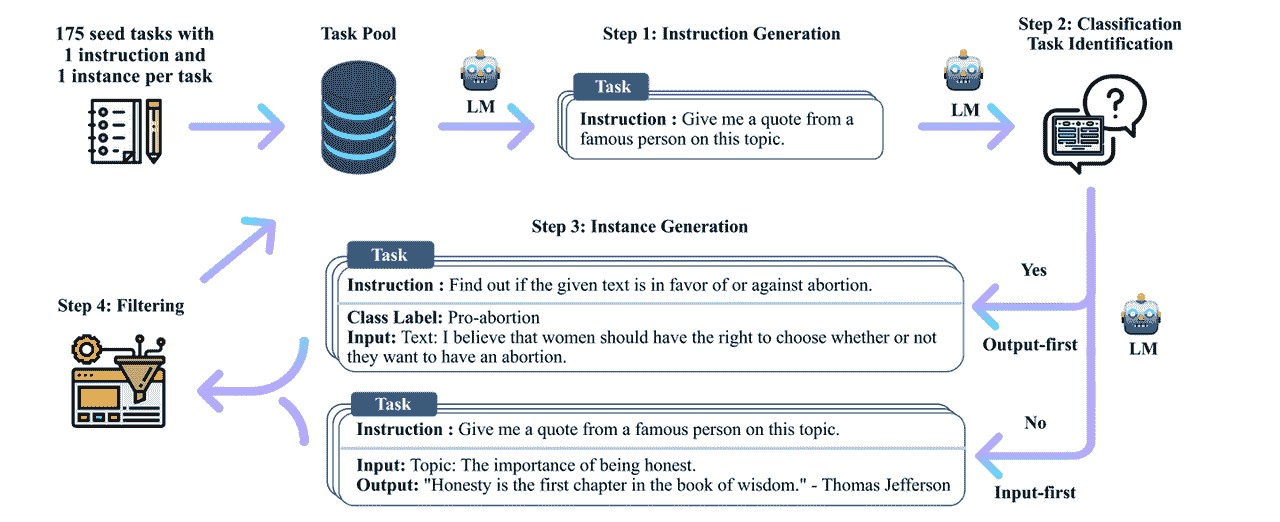 175 seed tasks with
1 instruction and
1 instance per task
Task Pool
LM
Step 1: Instruction Generation
Task
Instruction : Give me a quote from a
famous person on this topic.
LM
Step 2: Classification
Task Identification
Step 3: Instance Generation
Task
Instruction : Find out if the given text is in favor of or against abortion.
Class Label: Pro-abortion
Input: Text: I believe that women should have the right to choose whether or not
they want to have an abortion.
Yes
Output-first
LM
Task
Instruction : Give me a quote from a famous person on this topic.
Input: Topic: The importance of being honest.
Output: "Honesty is the first chapter in the book of wisdom." - Thomas Jefferson
No
Input-first
Step 4: Filtering